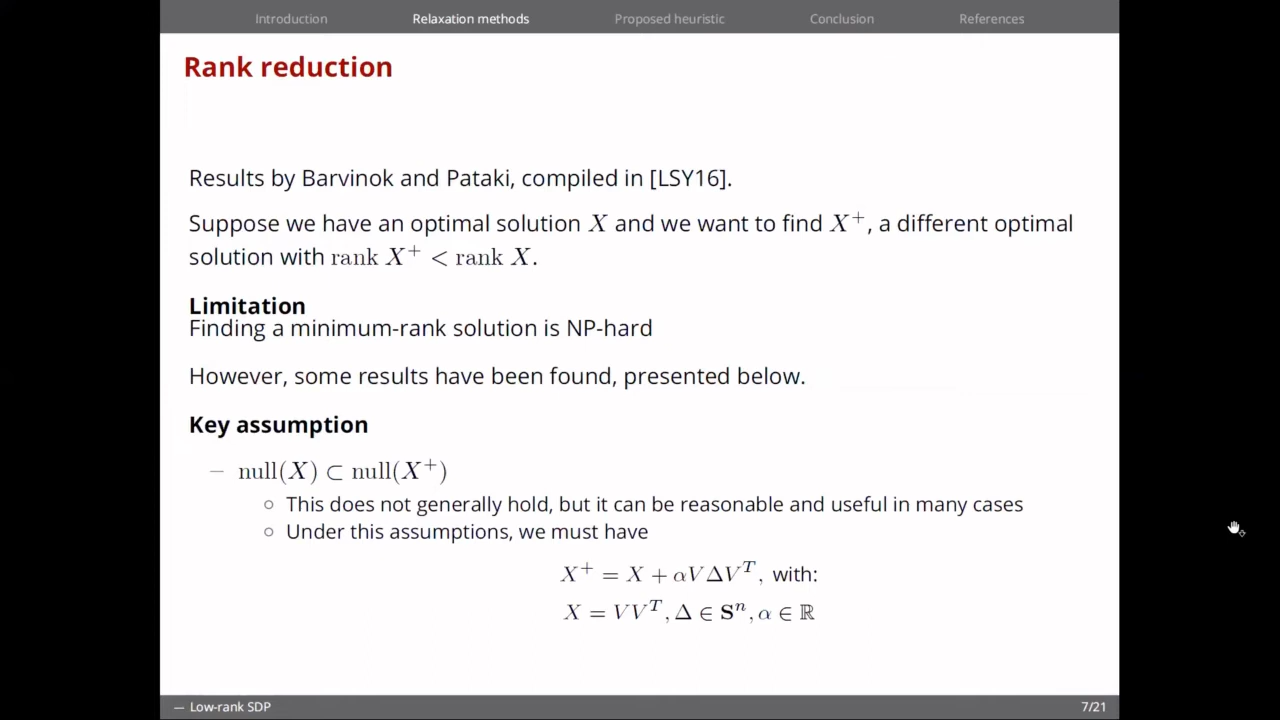 Introduction Relaxation methods Proposed heuristic Conclusion References
Rank reduction
Results by Barvinok and Pataki, compiled in [LSY16].
Suppose we have an optimal solution X and we want to find X⁺, a different optimal
solution with rank X⁺ < rank X.
Limitation
Finding a minimum-rank solution is NP-hard
However, some results have been found, presented below.
Key assumption
– null(X) ⊂ null(X⁺)
○ This does not generally hold, but it can be reasonable and useful in many cases
○ Under this assumptions, we must have
X⁺ = X + αVΔVᵀ, with:
X = VVᵀ, Δ ∈ Sⁿ, α ∈ ℝ
— Low-rank SDP 7/21